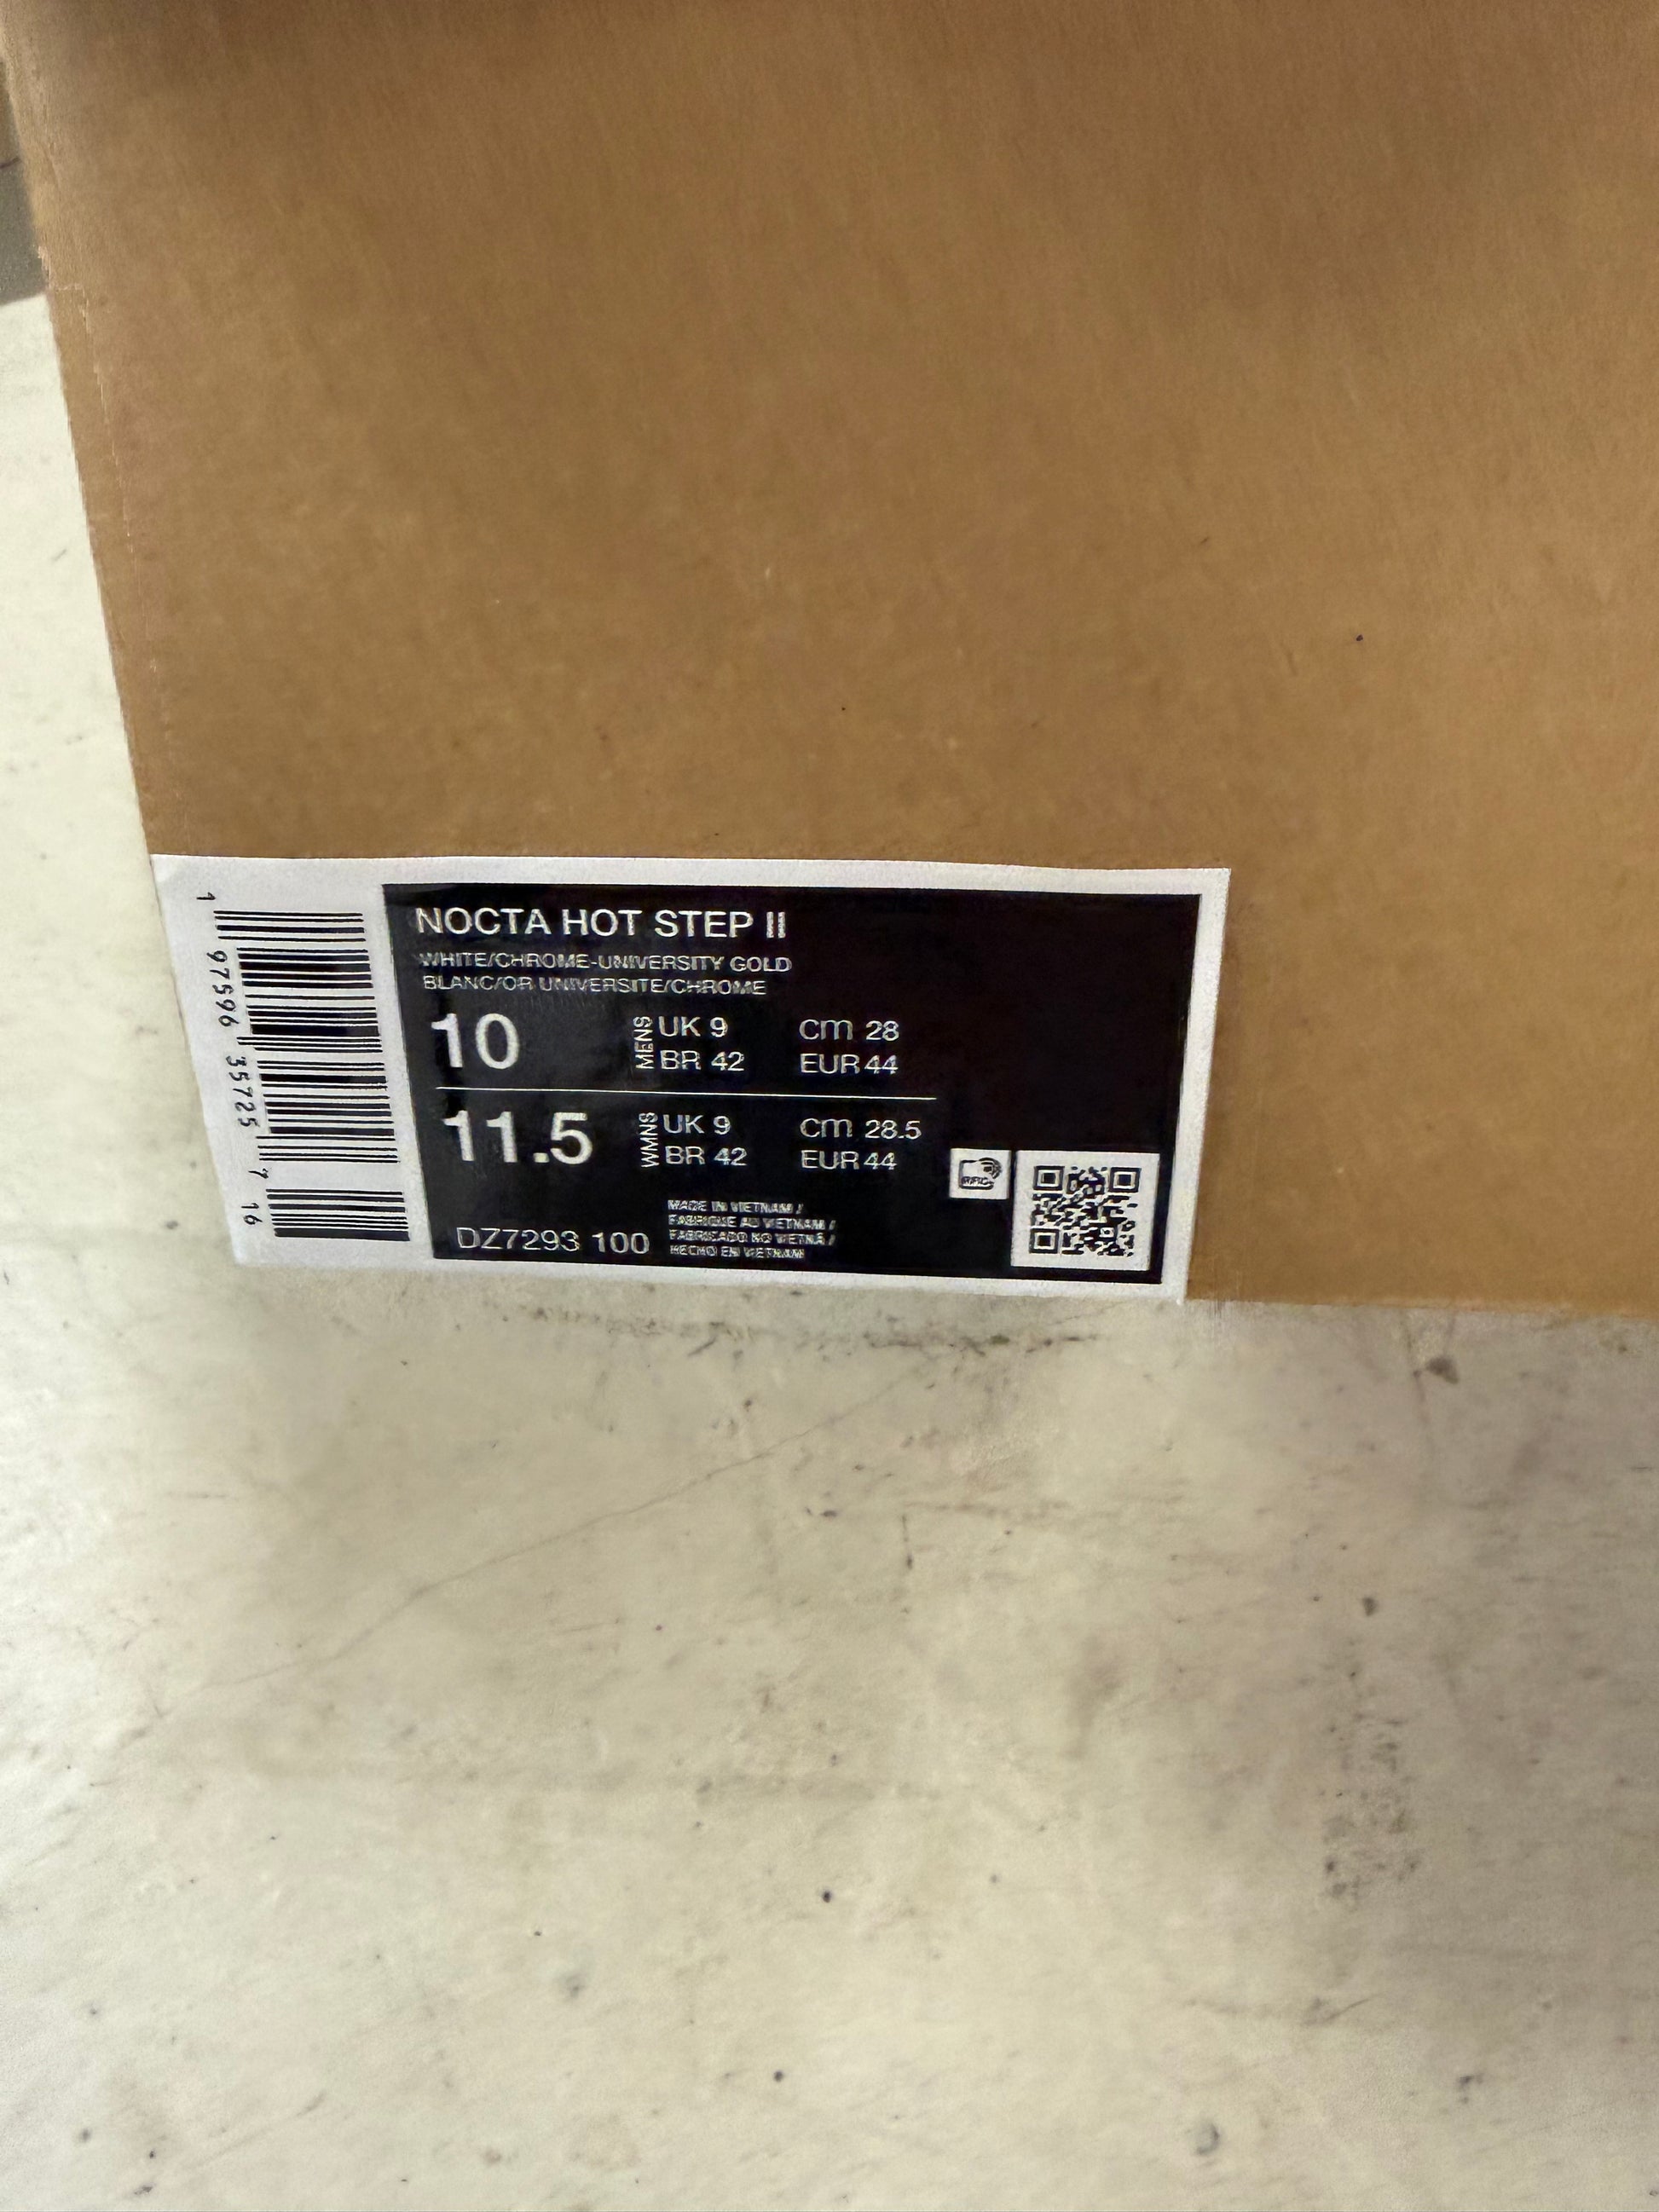 NOCTA HOT STEP II
WHITE/CHROME-UNIVERSITY GOLD
BLANC/OR UNIVERSITE/CHROME
10 MENS UK 9 CM 28
BR 42 EUR 44
11.5 WMNS UK 9 CM 28.5
BR 42 EUR 44
DZ7293 100
MADE IN VIETNAM /
FABRIQUE AU VIETNAM /
FABRICADO NO VIETNÃ /
HECHO EN VIETNAM
RFID
1 97596 35725 7 16